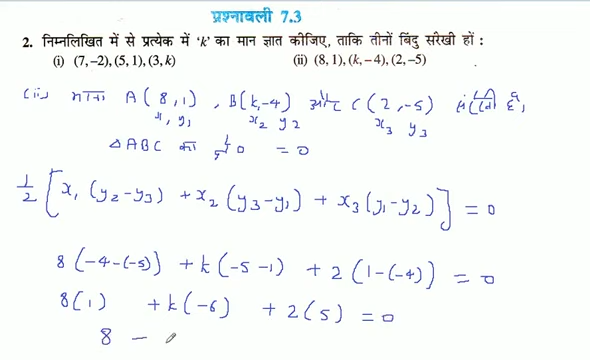 प्रश्नावली 7.3
2. निम्नलिखित में से प्रत्येक में 'k' का मान ज्ञात कीजिए, ताकि तीनों बिंदु सरेखी हों :
(i) (7,–2),(5, 1),(3, k) (ii) (8, 1),(k, – 4),(2, –5)
(ii) माना A(8,1), B(k,-4) और C(2,-5) संरेखी हैं,
x₁ y₁ x₂ y₂ x₃ y₃
△ABC का = 0
1/2 [x₁ (y₂-y₃) + x₂ (y₃-y₁) + x₃ (y₁-y₂)] = 0
8(-4-(-5)) + k(-5-1) + 2(1-(-4)) = 0
8(1) + k(-6) + 2(5) = 0
8 -